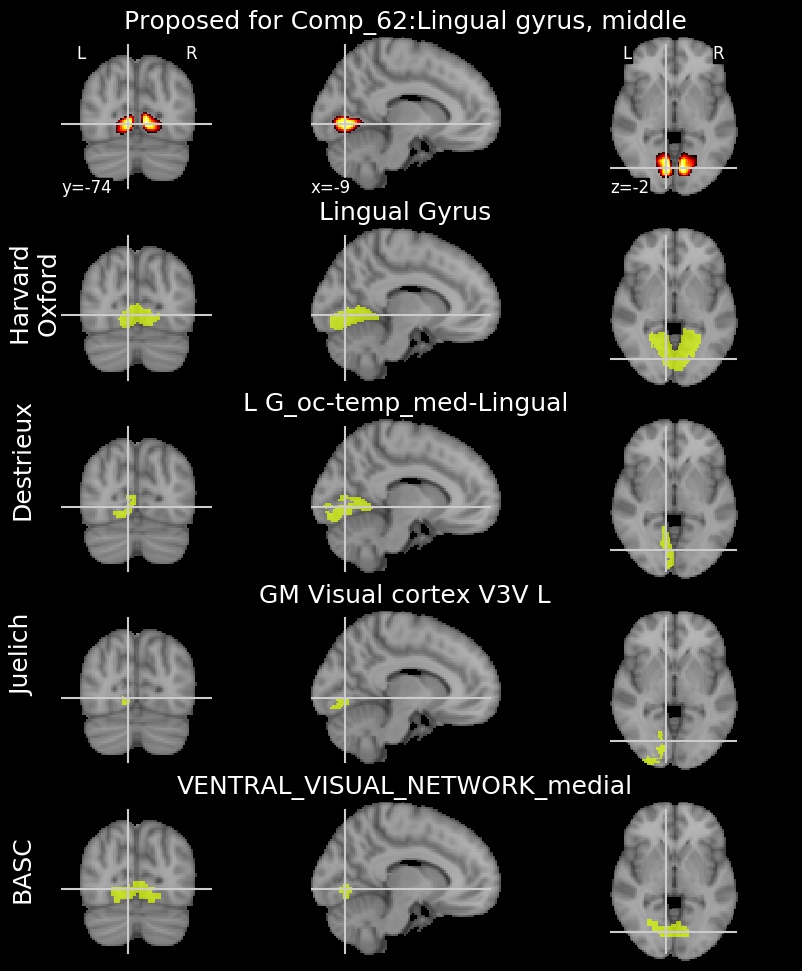 Proposed for Comp_62:Lingual gyrus, middle
L R L R
y=-74 x=-9 z=-2
Lingual Gyrus
Harvard
Oxford
L G_oc-temp_med-Lingual
Destrieux
GM Visual cortex V3V L
Juelich
VENTRAL_VISUAL_NETWORK_medial
BASC